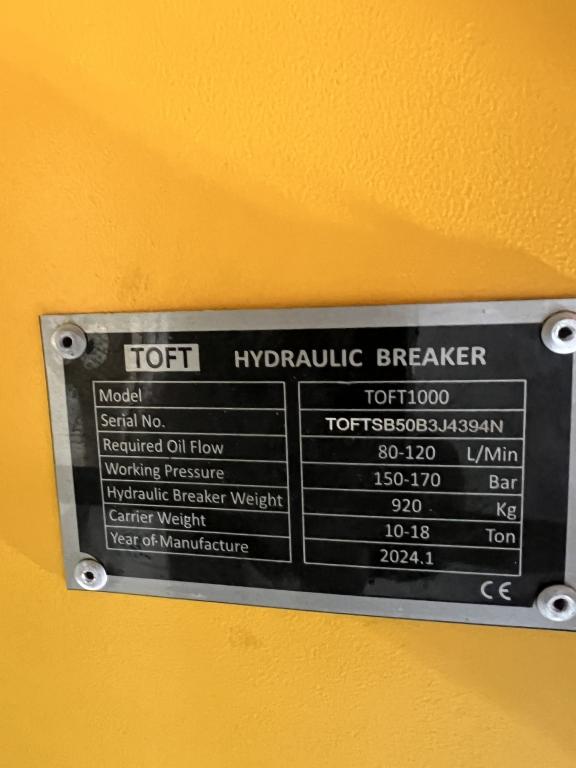 TOFT HYDRAULIC BREAKER
Model TOFT1000
Serial No. TOFTSB50B3J4394N
Required Oil Flow 80-120 L/Min
Working Pressure 150-170 Bar
Hydraulic Breaker Weight 920 Kg
Carrier Weight 10-18 Ton
Year of Manufacture 2024.1
CE